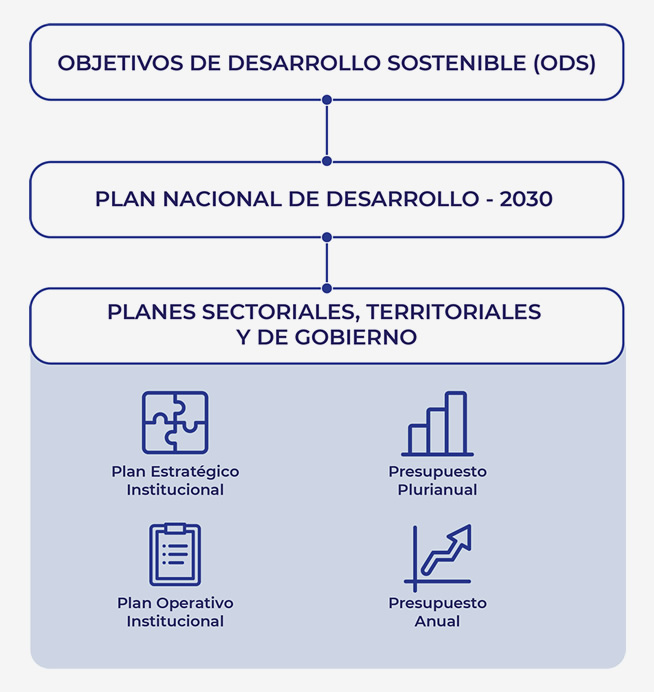 OBJETIVOS DE DESARROLLO SOSTENIBLE (ODS)
PLAN NACIONAL DE DESARROLLO - 2030
PLANES SECTORIALES, TERRITORIALES
Y DE GOBIERNO
Plan Estratégico
Institucional
Presupuesto
Plurianual
Plan Operativo
Institucional
Presupuesto
Anual